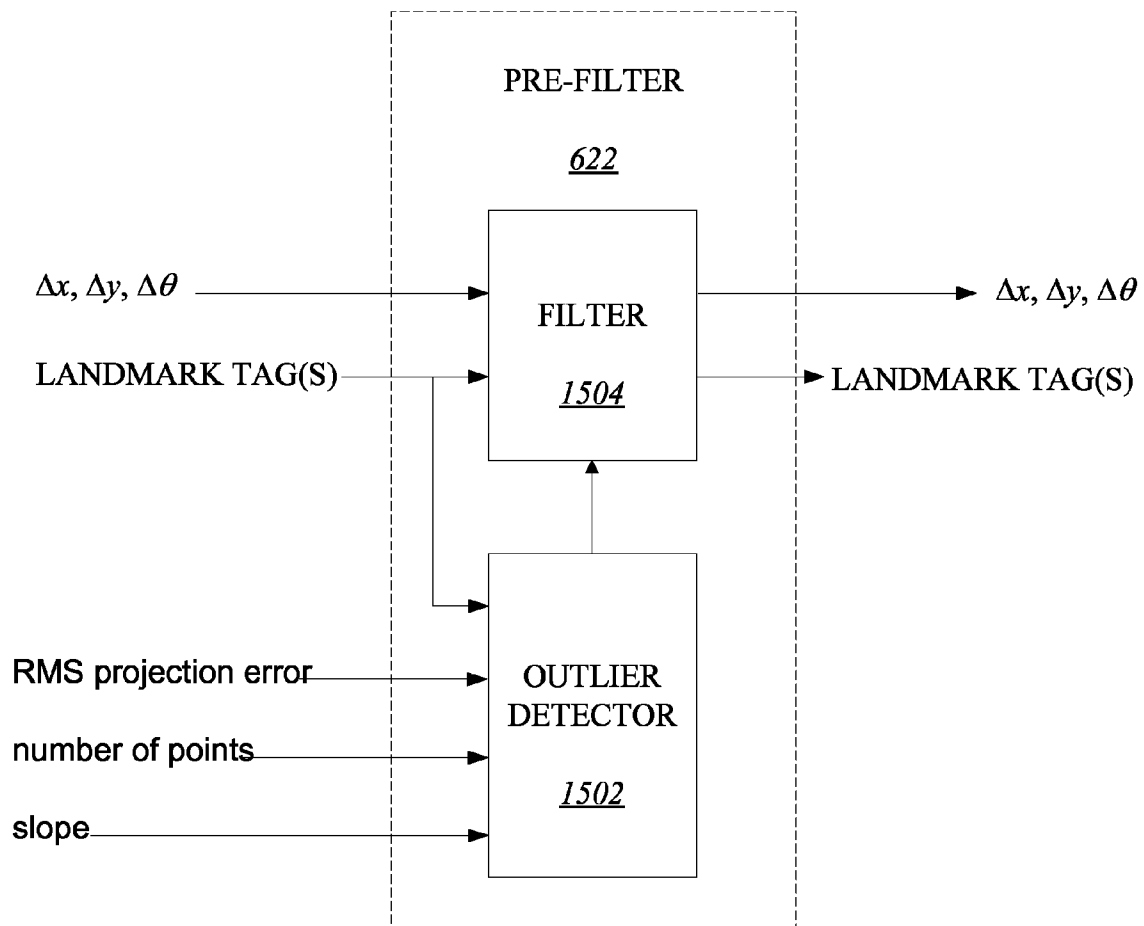 PRE-FILTER
622
Δx, Δy, Δθ
FILTER
Δx, Δy, Δθ
LANDMARK TAG(S)
1504
LANDMARK TAG(S)
RMS projection error
OUTLIER
DETECTOR
number of points
1502
slope